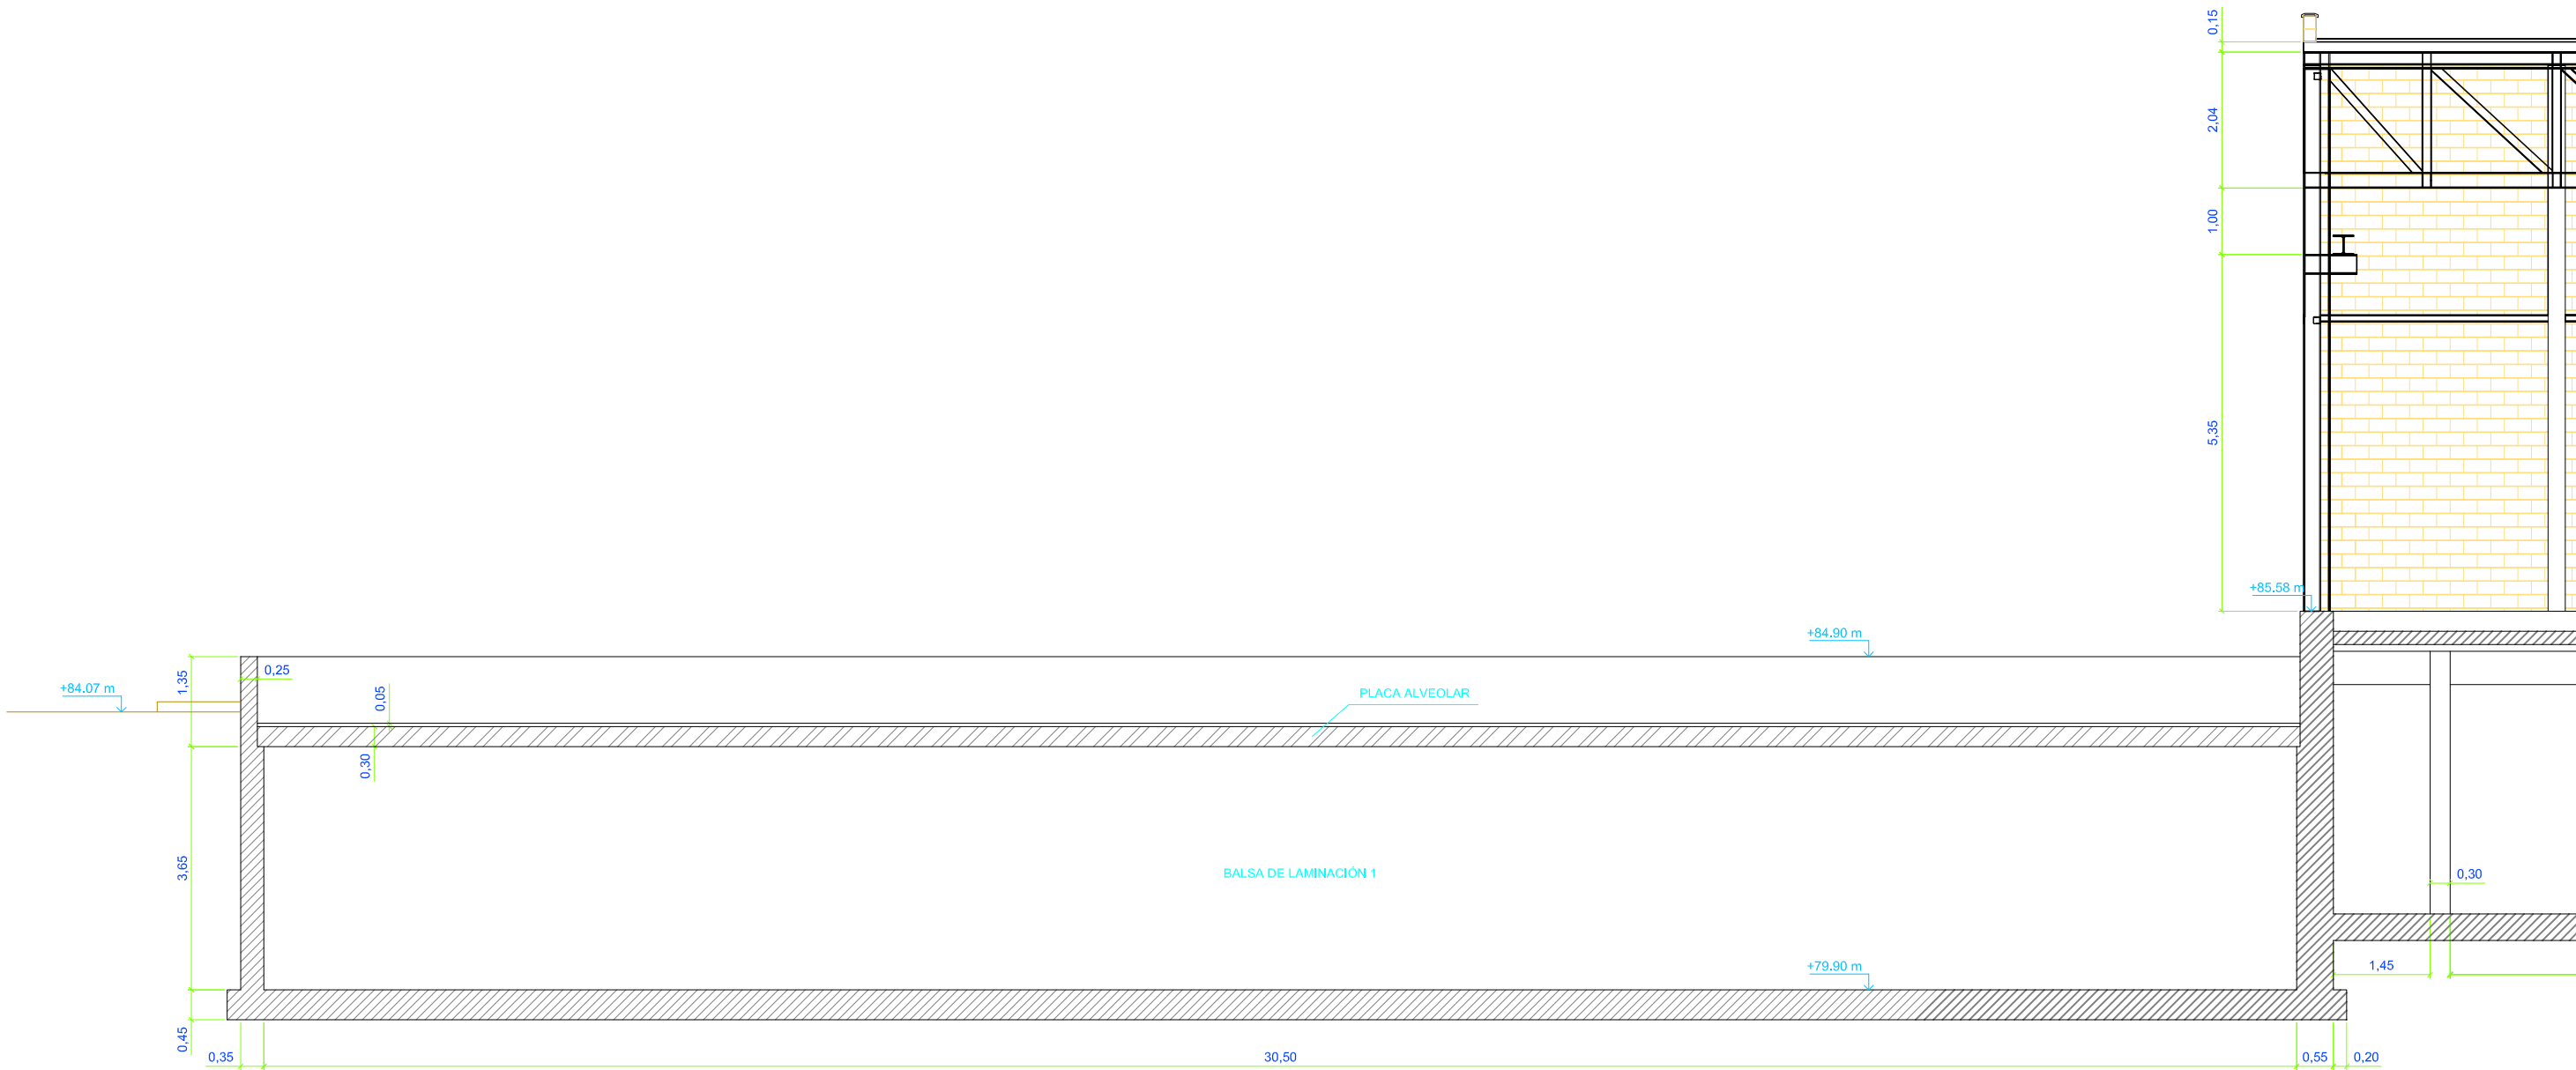 0,15
2,04
1,00
5,35
+85.58 m
+84.90 m
+84.07 m
1,35
0,25
0,05
PLACA ALVEOLAR
0,30
3,65
BALSA DE LAMINACIÓN 1
0,30
+79.90 m
1,45
0,45
0,35
30,50
0,55
0,20